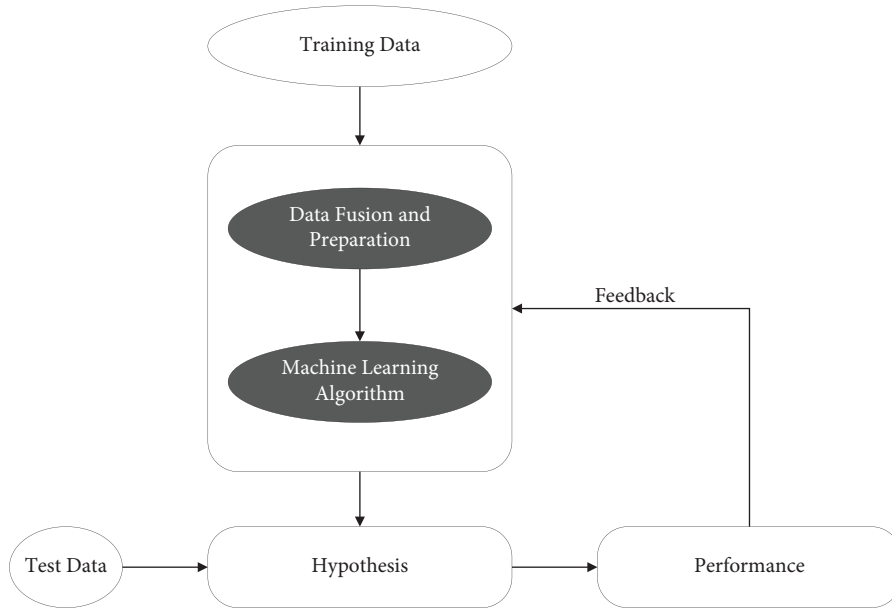 Training Data
Data Fusion and
Preparation
Feedback
Machine Learning
Algorithm
Test Data
Hypothesis
Performance